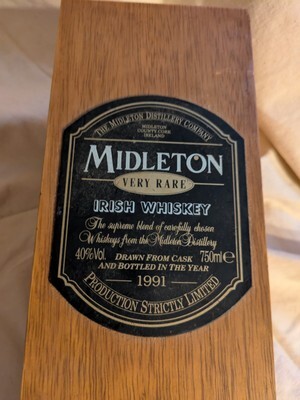 THE MIDLETON DISTILLERY COMPANY
MIDLETON
COUNTY CORK
IRELAND
MIDLETON
VERY RARE
IRISH WHISKEY
The supreme blend of carefully chosen
Whiskeys from the Midleton Distillery
40%Vol. DRAWN FROM CASK 750ml e
AND BOTTLED IN THE YEAR
1991
PRODUCTION STRICTLY LIMITED